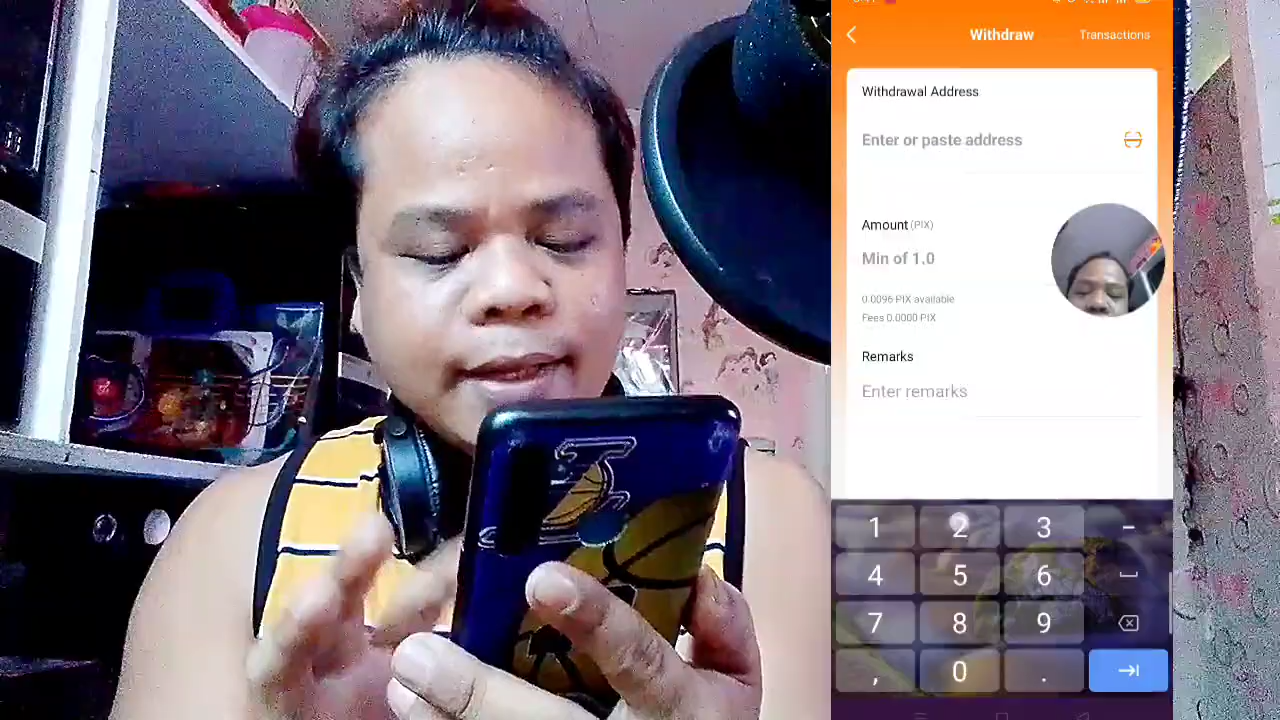 Withdraw
Transactions
Withdrawal Address
Enter or paste address
Amount (PIX)
Min of 1.0
0.0096 PIX available
Fees 0.0000 PIX
Remarks
Enter remarks
1 2 3 -
4 5 6
7 8 9
, 0 .